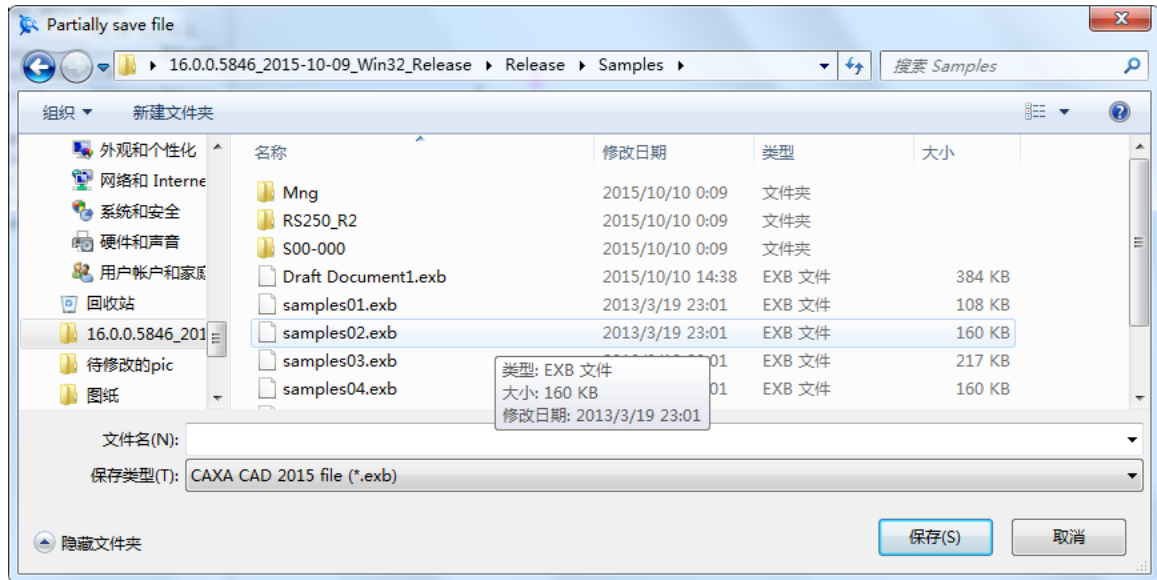 Partially save file
16.0.0.5846_2015-10-09_Win32_Release Release Samples 搜索 Samples
组织 新建文件夹
外观和个性化
网络和 Interne
系统和安全
硬件和声音
用户帐户和家庭
回收站
16.0.0.5846_201
待修改的pic
图纸
名称 修改日期 类型 大小
Mng 2015/10/10 0:09 文件夹
RS250_R2 2015/10/10 0:09 文件夹
S00-000 2015/10/10 0:09 文件夹
Draft Document1.exb 2015/10/10 14:38 EXB 文件 384 KB
samples01.exb 2013/3/19 23:01 EXB 文件 108 KB
samples02.exb 2013/3/19 23:01 EXB 文件 160 KB
samples03.exb 01 EXB 文件 217 KB
samples04.exb 01 EXB 文件 160 KB
类型: EXB 文件
大小: 160 KB
修改日期: 2013/3/19 23:01
文件名(N):
保存类型(T): CAXA CAD 2015 file (*.exb)
隐藏文件夹 保存(S) 取消